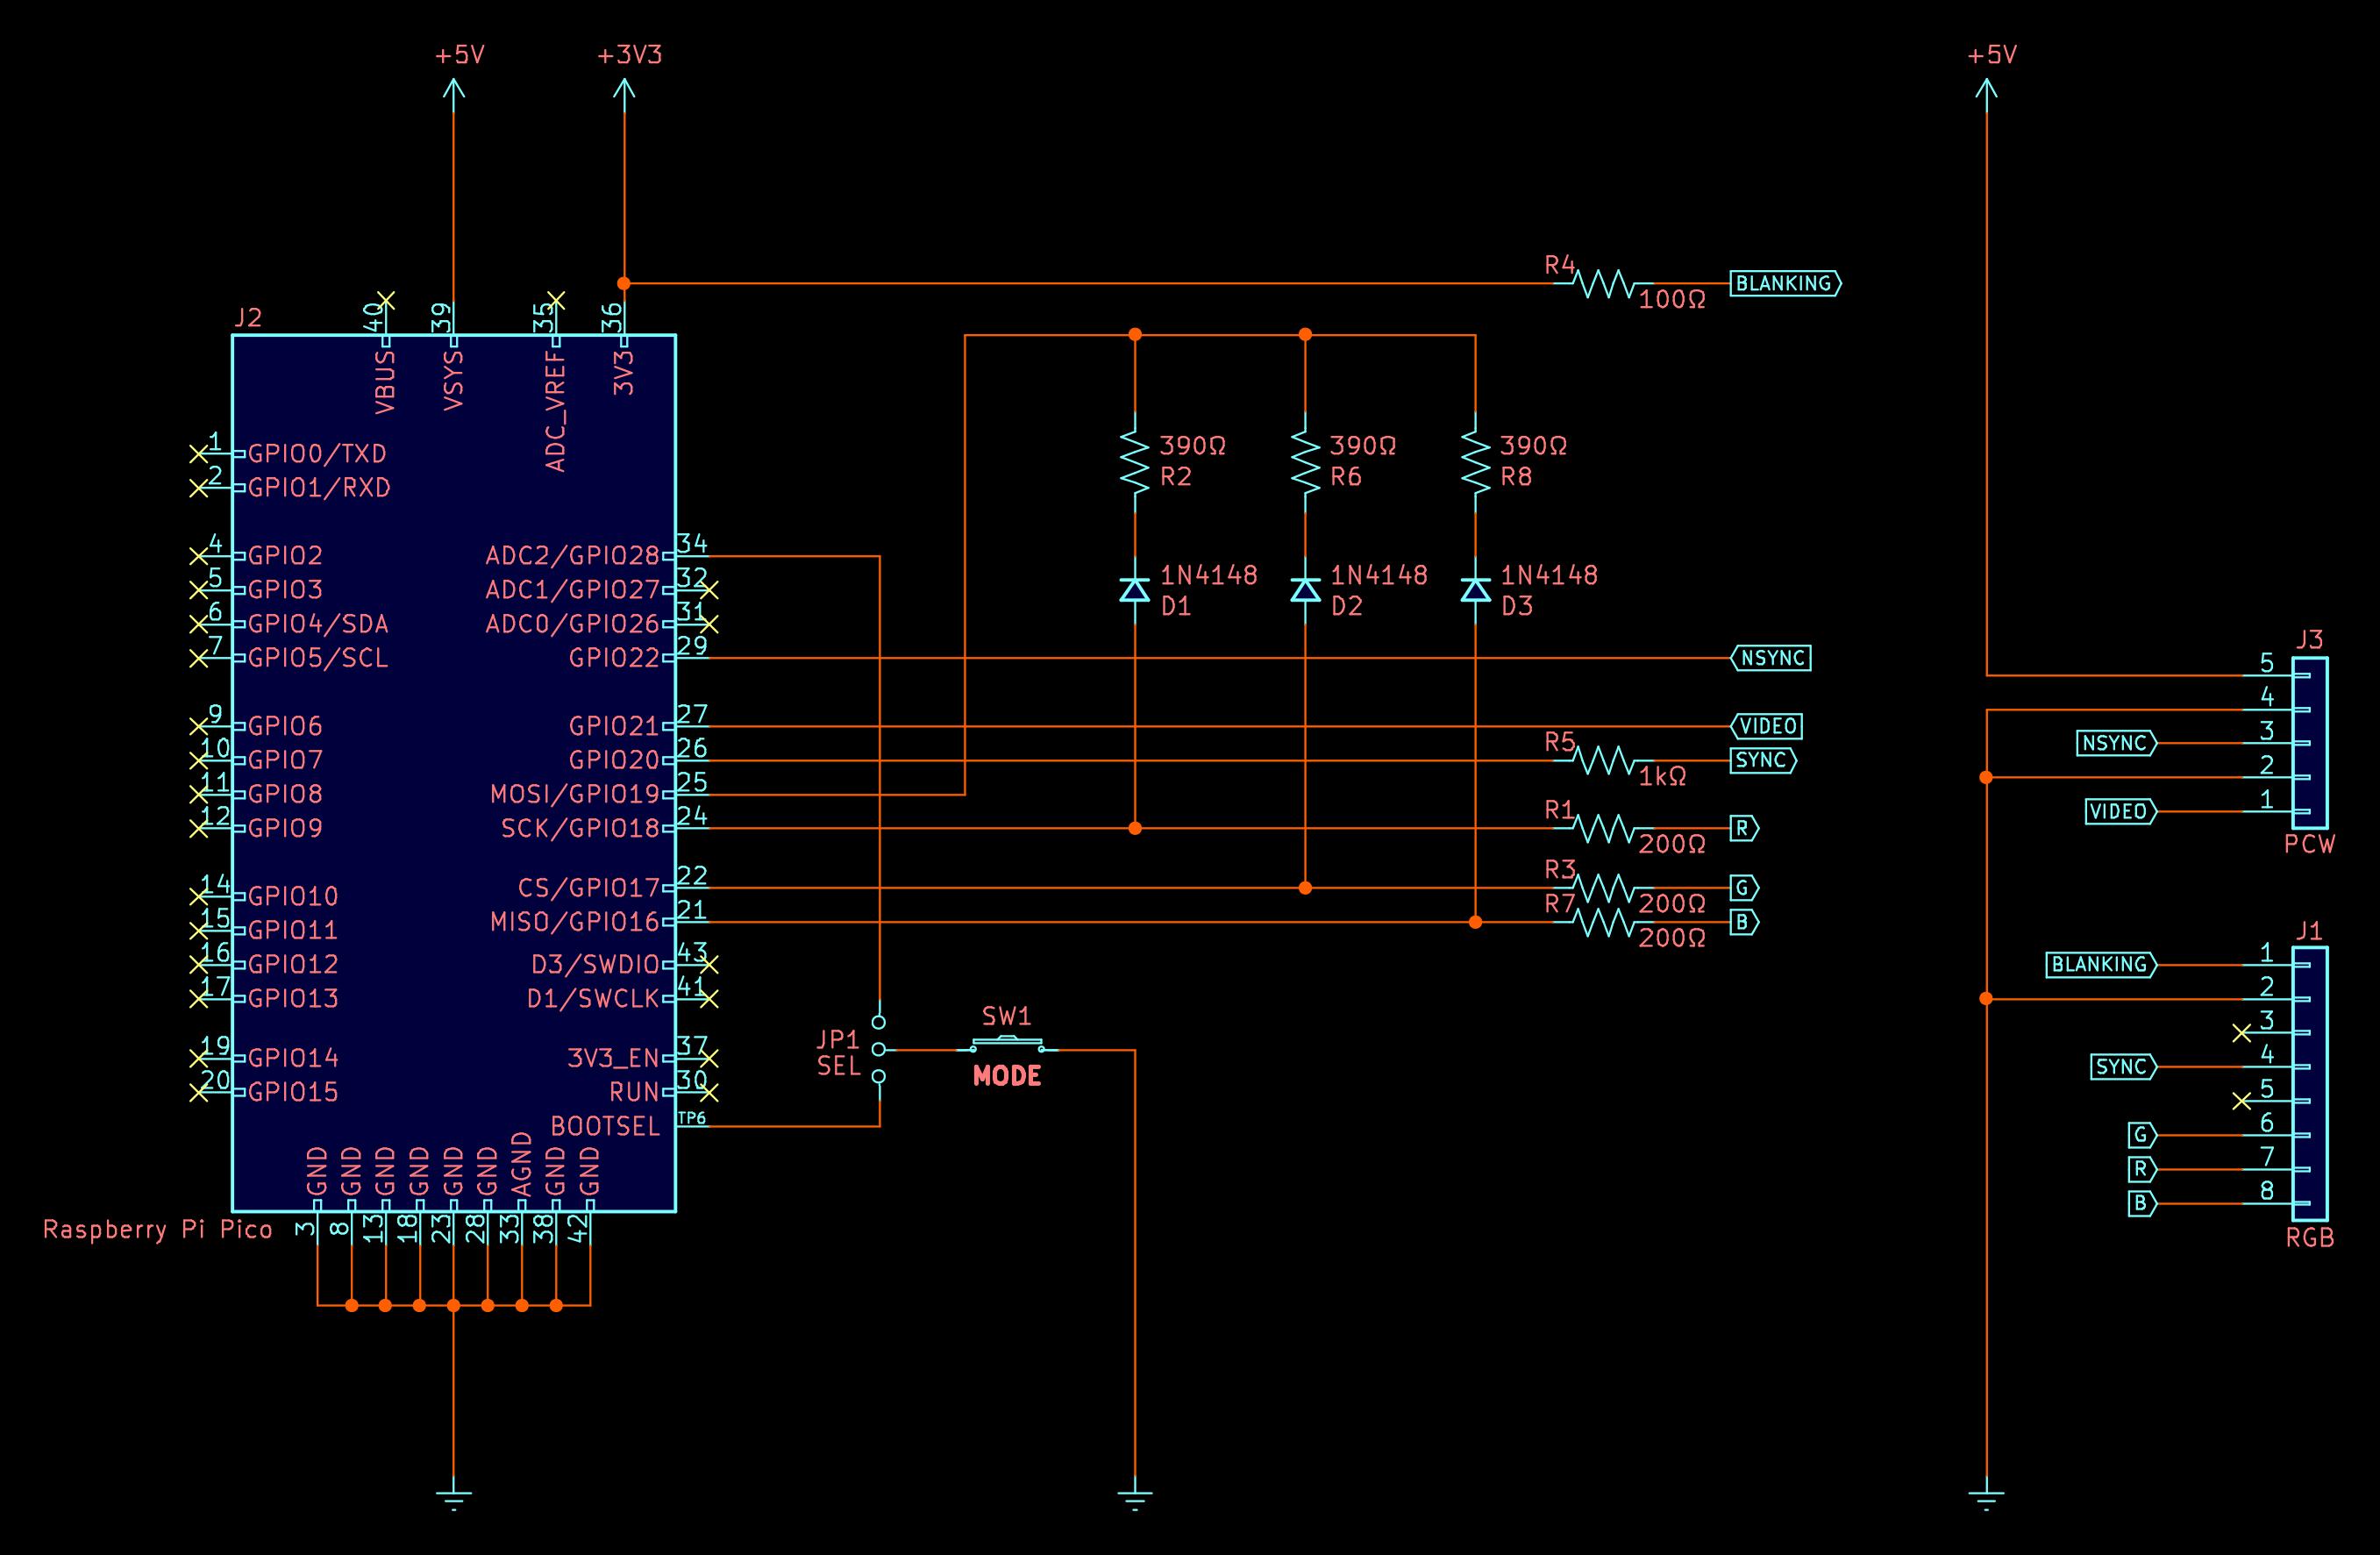 +5V
+3V3
+5V
R4
100Ω
BLANKING
J2
40
39
35
36
VBUS
VSYS
ADC_VREF
3V3
1
GPIO0/TXD
2
GPIO1/RXD
4
GPIO2
5
GPIO3
6
GPIO4/SDA
7
GPIO5/SCL
9
GPIO6
10
GPIO7
11
GPIO8
12
GPIO9
14
GPIO10
15
GPIO11
16
GPIO12
17
GPIO13
19
GPIO14
20
GPIO15
ADC2/GPIO28
34
ADC1/GPIO27
32
ADC0/GPIO26
31
GPIO22
29
GPIO21
27
GPIO20
26
MOSI/GPIO19
25
SCK/GPIO18
24
CS/GPIO17
22
MISO/GPIO16
21
D3/SWDIO
43
D1/SWCLK
41
3V3_EN
37
RUN
30
BOOTSEL
TP6
GND
GND
GND
GND
GND
GND
AGND
GND
GND
Raspberry Pi Pico
3
8
13
18
23
28
33
38
42
390Ω
R2
390Ω
R6
390Ω
R8
1N4148
D1
1N4148
D2
1N4148
D3
NSYNC
VIDEO
R5
1kΩ
SYNC
R1
200Ω
R
R3
200Ω
G
R7
200Ω
B
JP1
SEL
SW1
MODE
J3
5
4
NSYNC
3
2
VIDEO
1
PCW
J1
BLANKING
1
2
3
SYNC
4
5
G
6
R
7
B
8
RGB